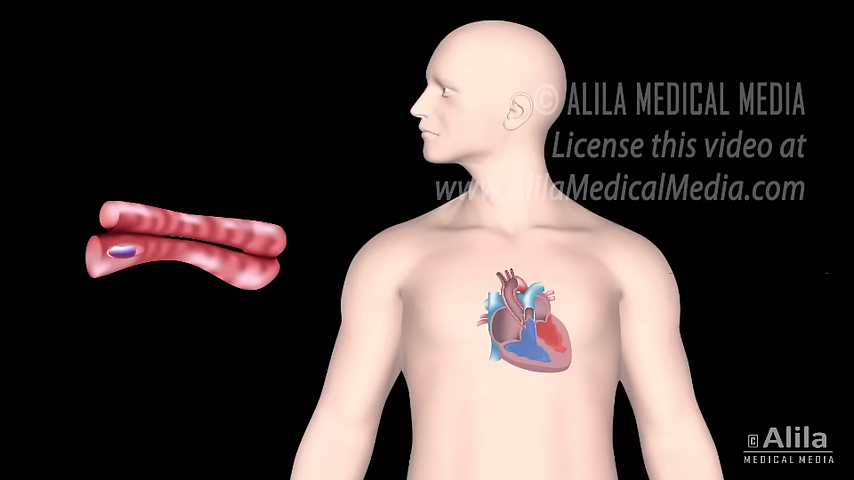 © ALILA MEDICAL MEDIA
License this video at
www.AlilaMedicalMedia.com
© Alila
MEDICAL MEDIA